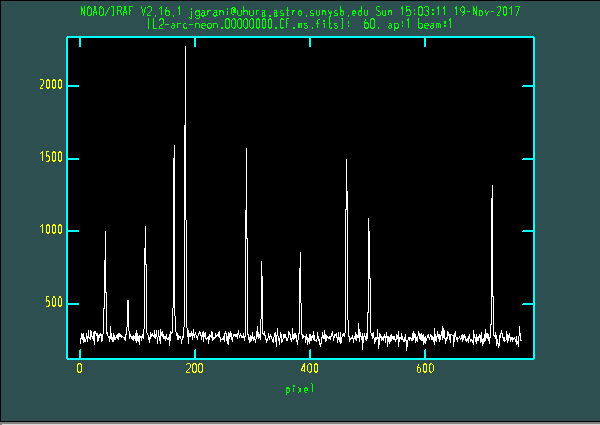 NOAO/IRAF V2.16.1 jgarani@uhura.astro.sunysb.edu Sun 15:03:11 19-Nov-2017
[L2-arc-neon.00000000.Cf.ms.fits]: 60. ap:1 beam:1
2000
1500
1000
500
0 200 400 600
pixel